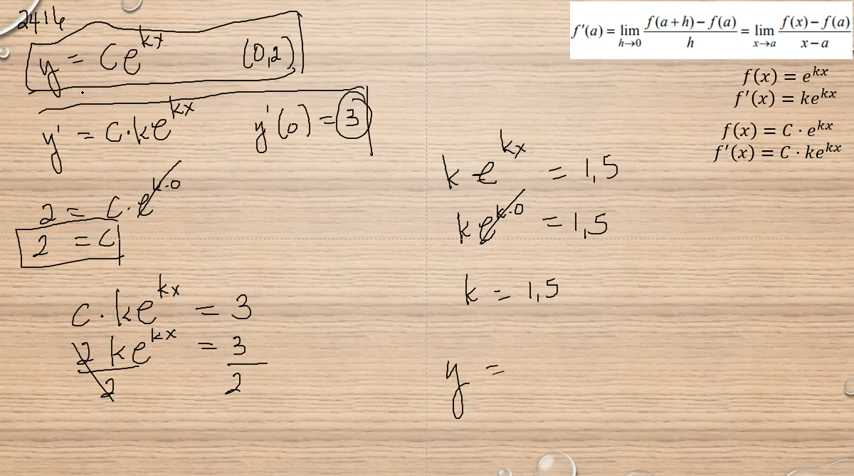 2416
y = Ce^{kx} (0,2)
y' = C·ke^{kx} y'(0) = 3
2 = C·e^{k·0}
2 = C
C·ke^{kx} = 3
2ke^{kx}/2 = 3/2
ke^{kx} = 1,5
ke^{k·0} = 1,5
k = 1,5
y =
f'(a) = lim_{h→0} (f(a+h)−f(a))/h = lim_{x→a} (f(x)−f(a))/(x−a)
f(x) = e^{kx}
f'(x) = ke^{kx}
f(x) = C · e^{kx}
f'(x) = C · ke^{kx}